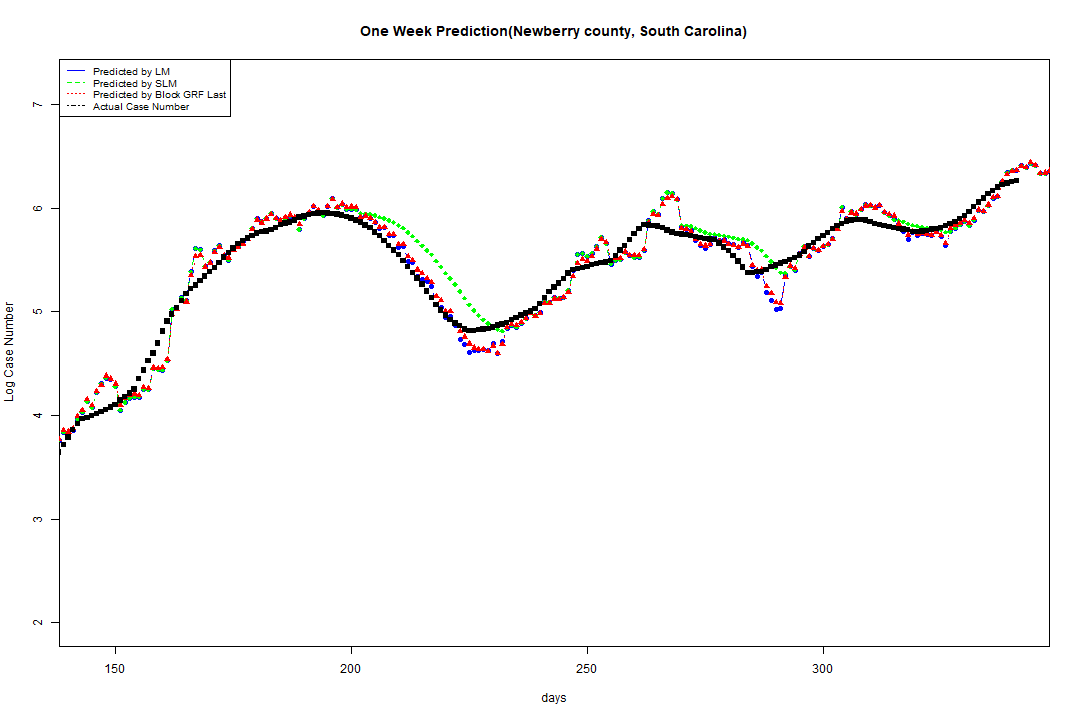 One Week Prediction(Newberry county, South Carolina)
Predicted by LM
Predicted by SLM
Predicted by Block GRF Last
Actual Case Number
7
6
5
4
3
2
Log Case Number
150 200 250 300
days